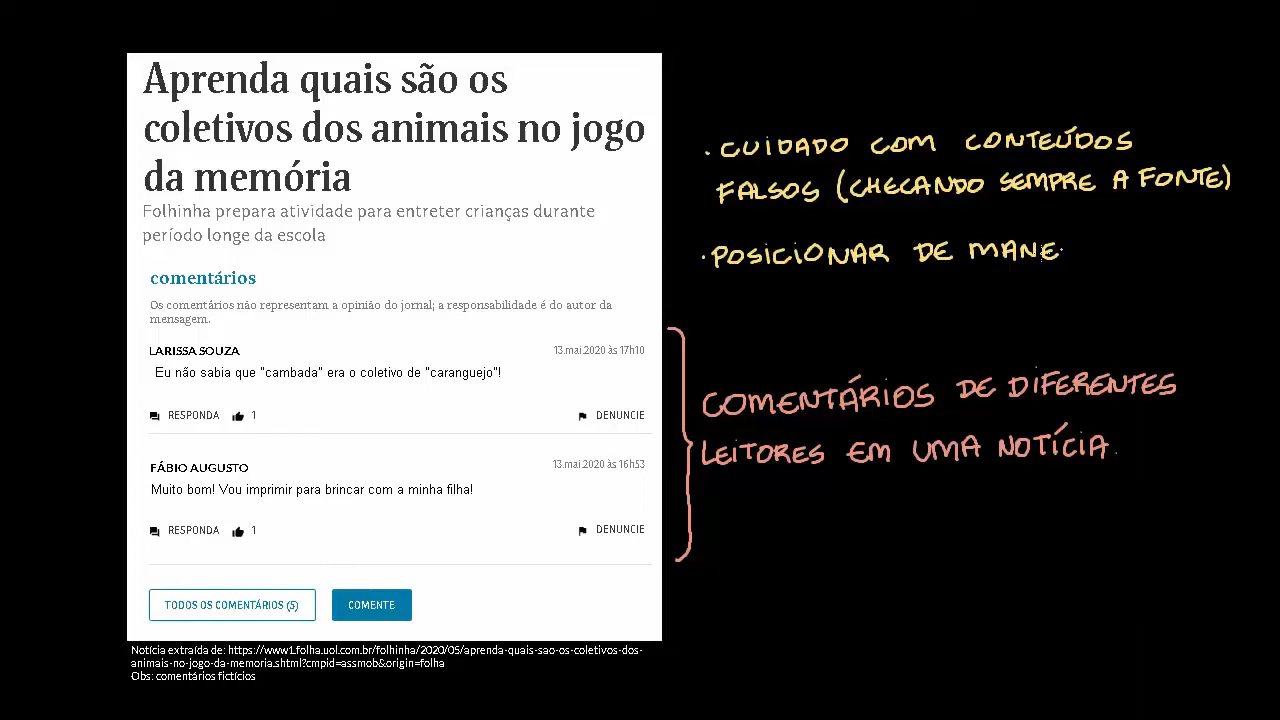 Aprenda quais são os
coletivos dos animais no jogo
da memória
Folhinha prepara atividade para entreter crianças durante
período longe da escola
comentários
Os comentários não representam a opinião do jornal; a responsabilidade é do autor da
mensagem.
LARISSA SOUZA 13.mai.2020 às 17h10
Eu não sabia que "cambada" era o coletivo de "caranguejo"!
RESPONDA 1 DENUNCIE
FÁBIO AUGUSTO 13.mai.2020 às 16h53
Muito bom! Vou imprimir para brincar com a minha filha!
RESPONDA 1 DENUNCIE
TODOS OS COMENTÁRIOS (5) COMENTE
Notícia extraída de: https://www1.folha.uol.com.br/folhinha/2020/05/aprenda-quais-sao-os-coletivos-dos-
animais-no-jogo-da-memoria.shtml?cmpid=assmob&origin=folha
Obs: comentários fictícios
. CUIDADO COM CONTEÚDOS
FALSOS (CHECANDO SEMPRE A FONTE)
. POSICIONAR DE MANE
COMENTÁRIOS DE DIFERENTES
LEITORES EM UMA NOTÍCIA.